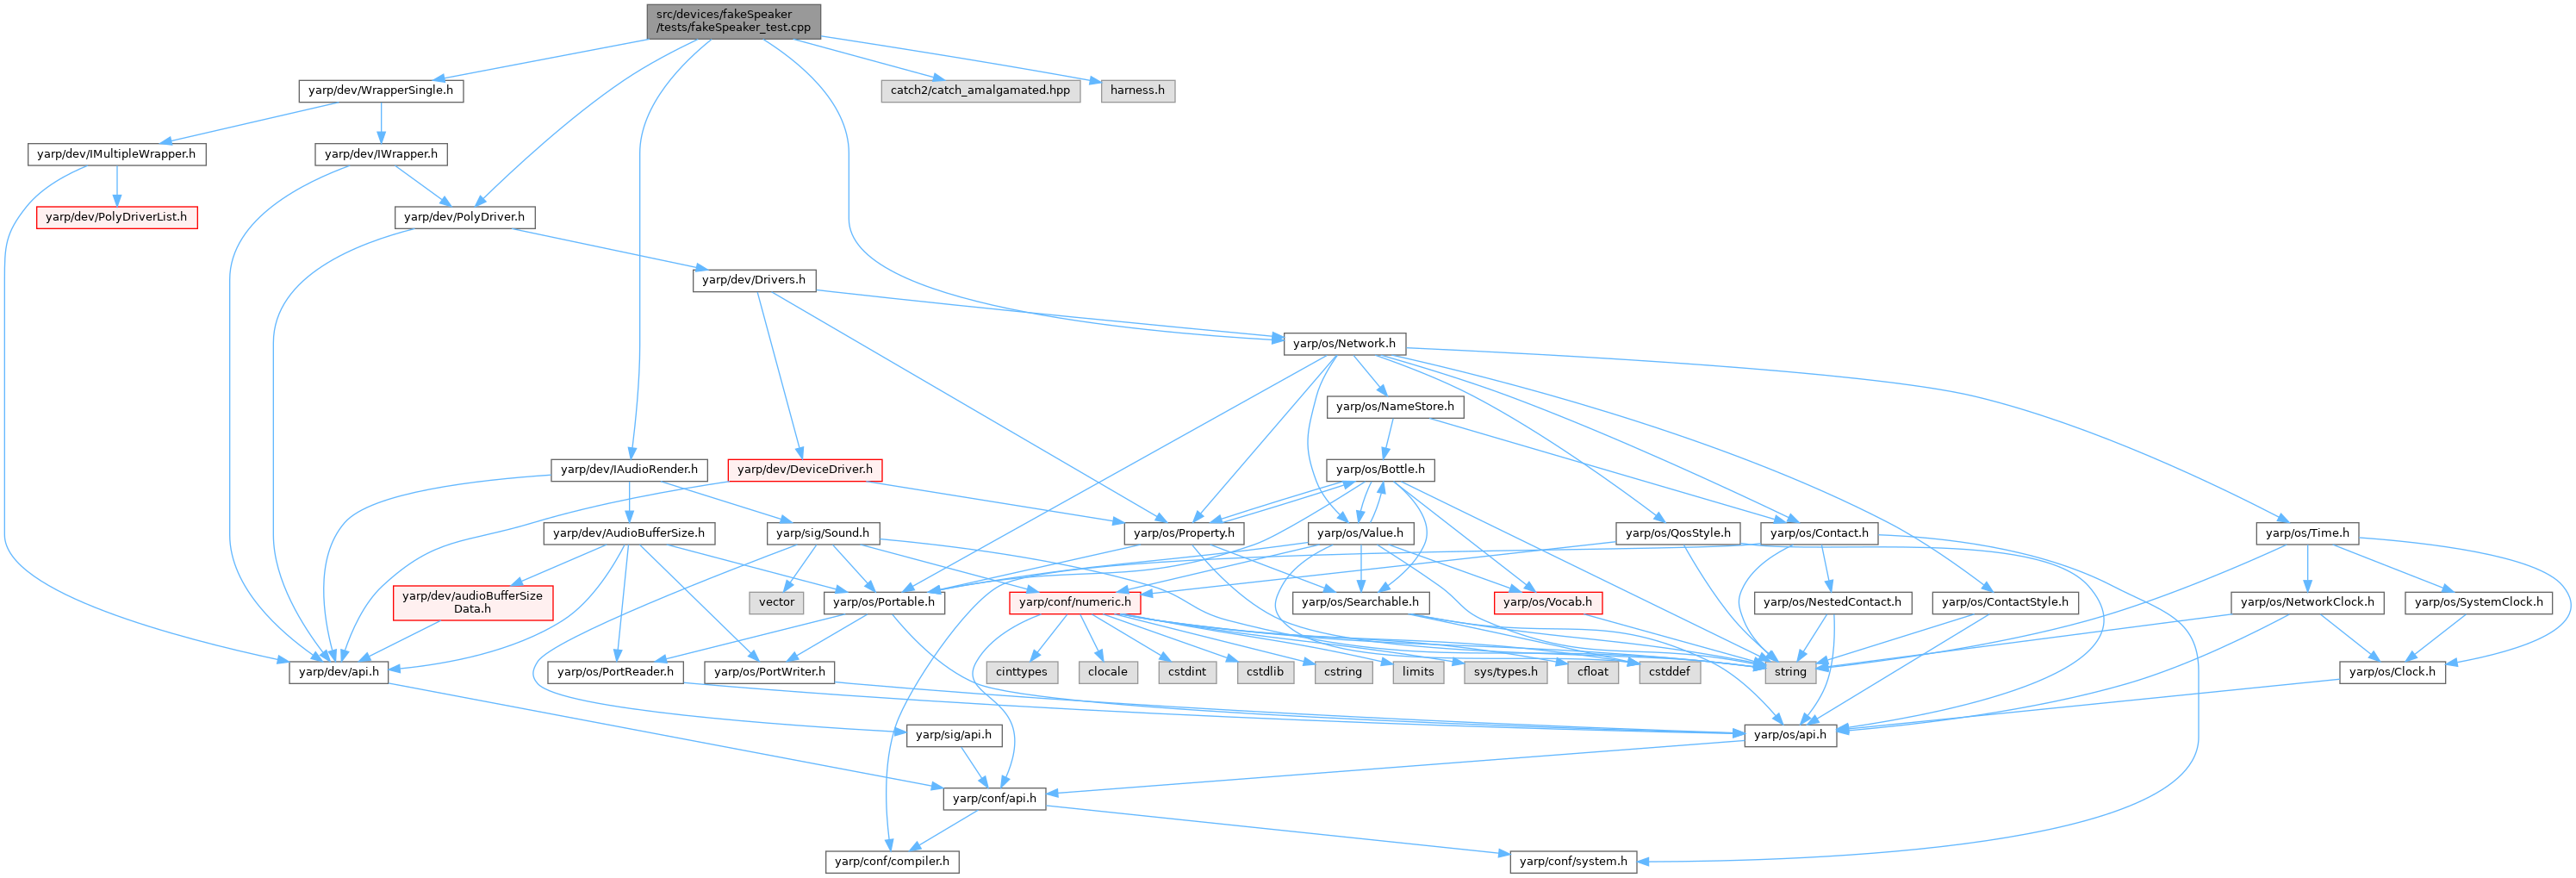 src/devices/fakeSpeaker
/tests/fakeSpeaker_test.cpp
yarp/dev/WrapperSingle.h
catch2/catch_amalgamated.hpp
harness.h
yarp/dev/IMultipleWrapper.h
yarp/dev/IWrapper.h
yarp/dev/PolyDriverList.h
yarp/dev/PolyDriver.h
yarp/dev/Drivers.h
yarp/os/Network.h
yarp/os/NameStore.h
yarp/dev/IAudioRender.h
yarp/dev/DeviceDriver.h
yarp/os/Bottle.h
yarp/dev/AudioBufferSize.h
yarp/sig/Sound.h
yarp/os/Property.h
yarp/os/Value.h
yarp/os/QosStyle.h
yarp/os/Contact.h
yarp/os/Time.h
yarp/dev/audioBufferSize
Data.h
vector
yarp/os/Portable.h
yarp/conf/numeric.h
yarp/os/Searchable.h
yarp/os/Vocab.h
yarp/os/NestedContact.h
yarp/os/ContactStyle.h
yarp/os/NetworkClock.h
yarp/os/SystemClock.h
yarp/dev/api.h
yarp/os/PortReader.h
yarp/os/PortWriter.h
cinttypes
clocale
cstdint
cstdlib
cstring
limits
sys/types.h
cfloat
cstddef
string
yarp/os/Clock.h
yarp/sig/api.h
yarp/os/api.h
yarp/conf/api.h
yarp/conf/compiler.h
yarp/conf/system.h